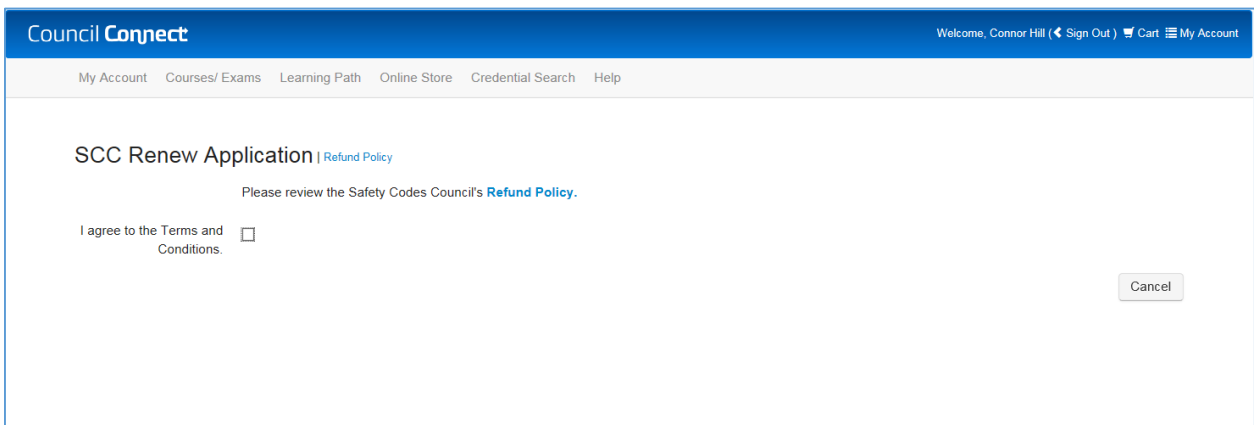 Council Connect
Welcome, Connor Hill ( Sign Out ) Cart My Account
My Account Courses/ Exams Learning Path Online Store Credential Search Help
SCC Renew Application | Refund Policy
Please review the Safety Codes Council's Refund Policy.
I agree to the Terms and
Conditions.
Cancel